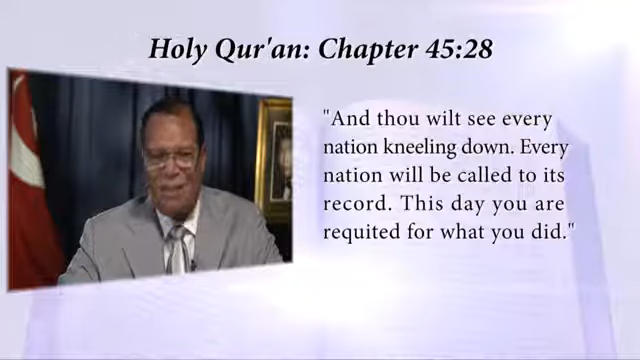 Holy Qur'an: Chapter 45:28
"And thou wilt see every
nation kneeling down. Every
nation will be called to its
record. This day you are
requited for what you did."